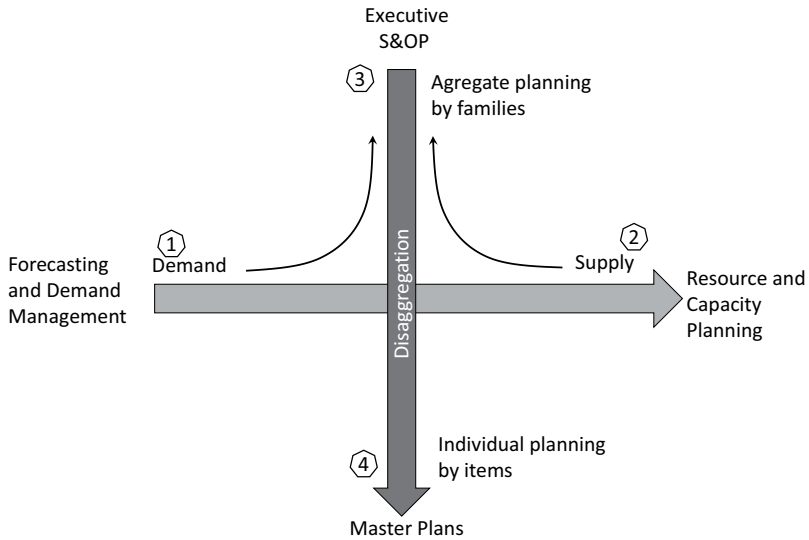 Executive
S&OP
3
Agregate planning
by families
1
Demand
2
Supply
Forecasting
and Demand
Management
Disaggregation
Resource and
Capacity
Planning
4
Individual planning
by items
Master Plans